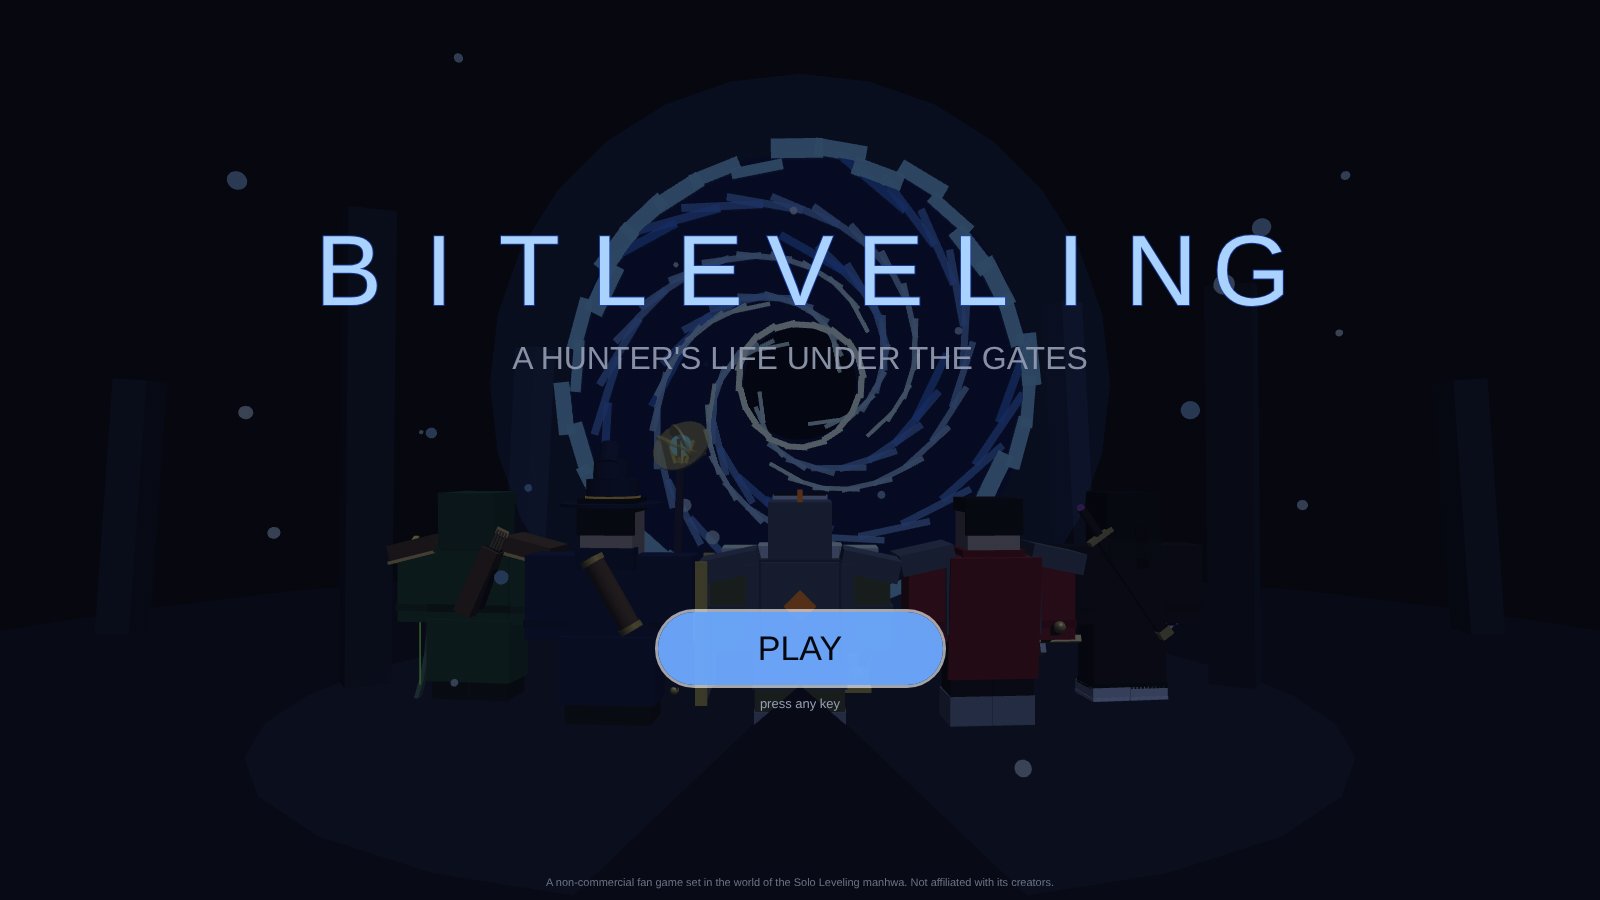 BITLEVELING
A HUNTER'S LIFE UNDER THE GATES
PLAY
press any key
A non-commercial fan game set in the world of the Solo Leveling manhwa. Not affiliated with its creators.